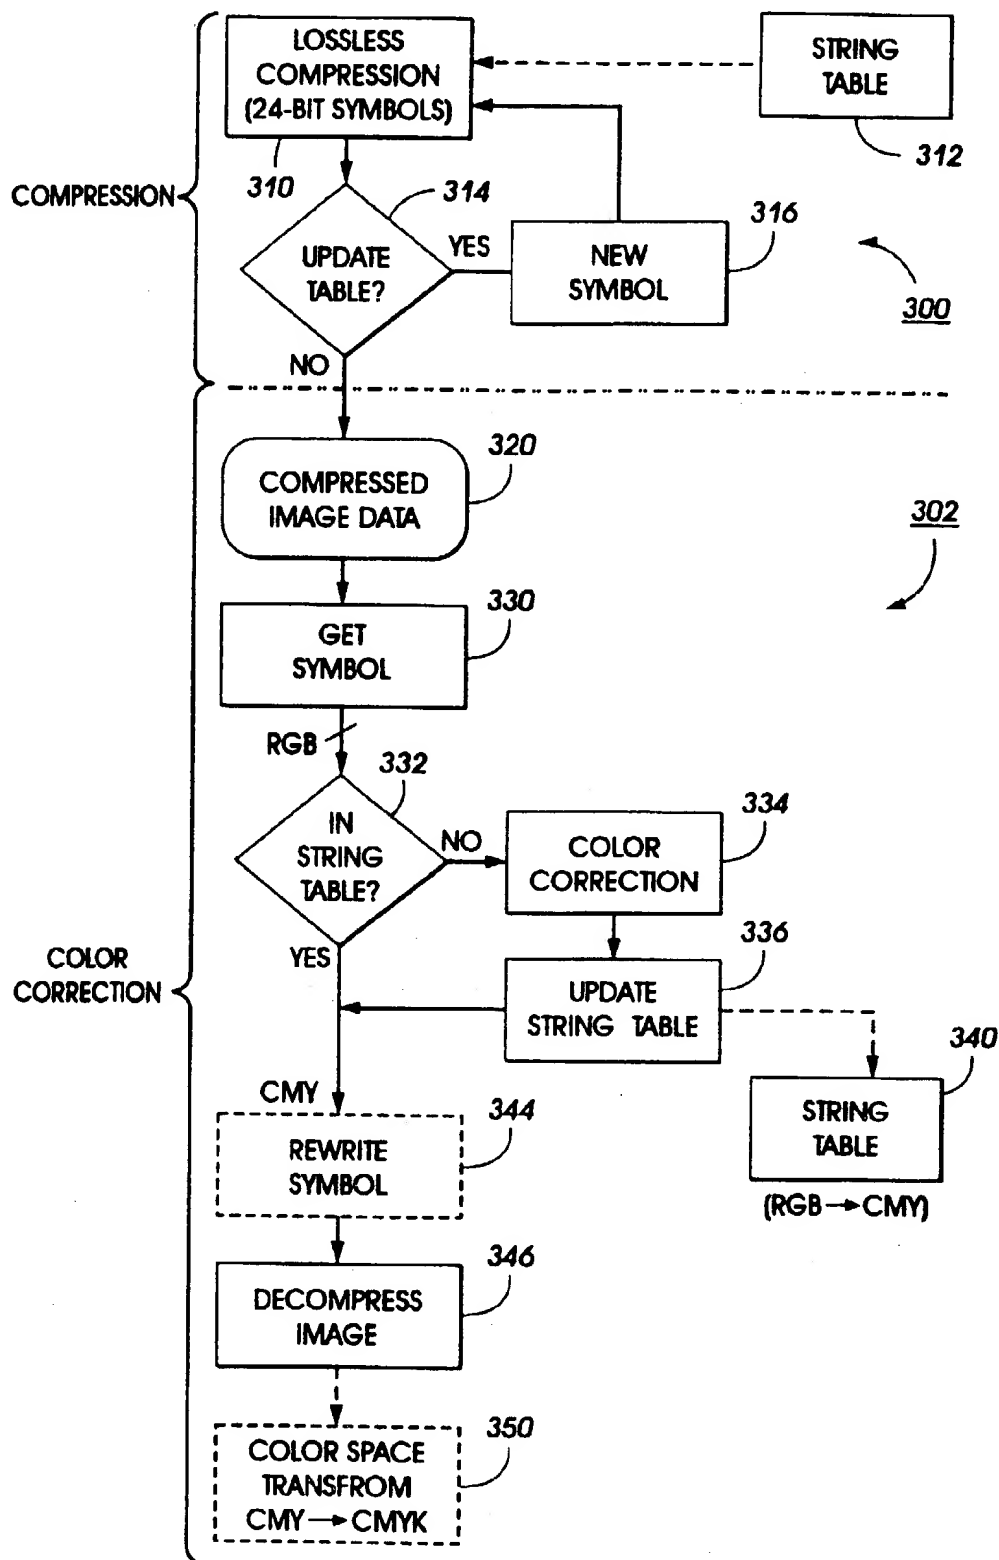 LOSSLESS
COMPRESSION
(24-BIT SYMBOLS)
STRING
TABLE
312
310
COMPRESSION
314
UPDATE
TABLE?
YES
NEW
SYMBOL
316
300
NO
COMPRESSED
IMAGE DATA
320
302
GET
SYMBOL
330
RGB
332
IN
STRING
TABLE?
NO
COLOR
CORRECTION
334
YES
COLOR
CORRECTION
UPDATE
STRING TABLE
336
340
STRING
TABLE
(RGB→CMY)
CMY
344
REWRITE
SYMBOL
346
DECOMPRESS
IMAGE
350
COLOR SPACE
TRANSFROM
CMY→CMYK